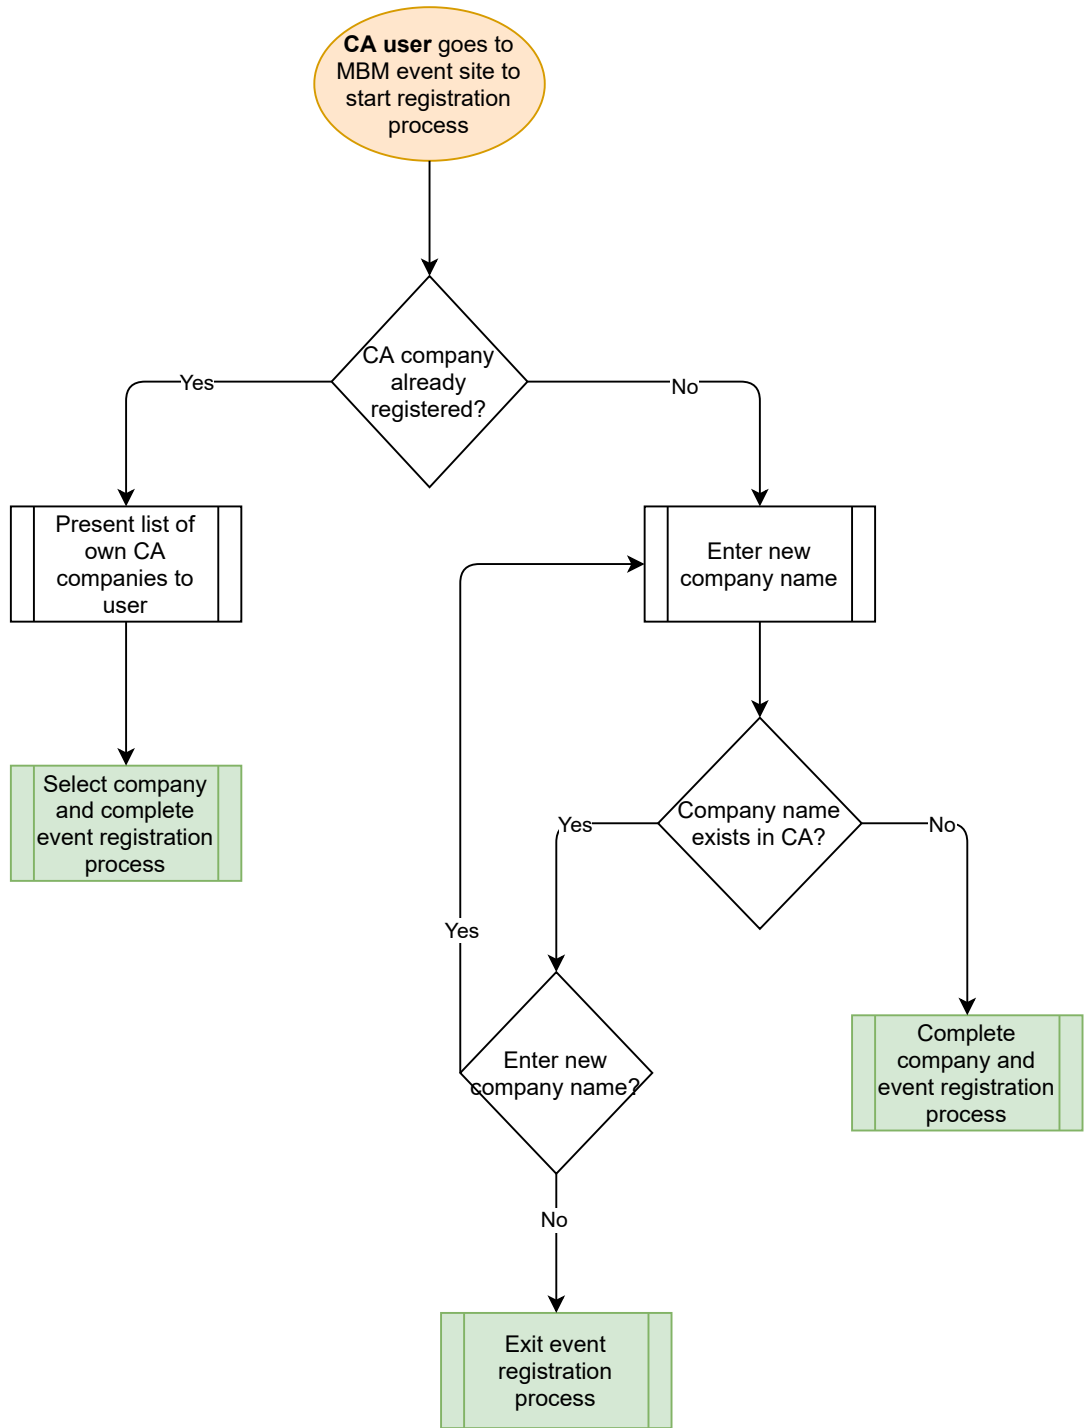 CA user goes to
MBM event site to
start registration
process
CA company
already
registered?
Yes
No
Present list of
own CA
companies to
user
Enter new
company name
Select company
and complete
event registration
process
Company name
exists in CA?
Yes
No
Yes
Enter new
company name?
Complete
company and
event registration
process
No
Exit event
registration
process